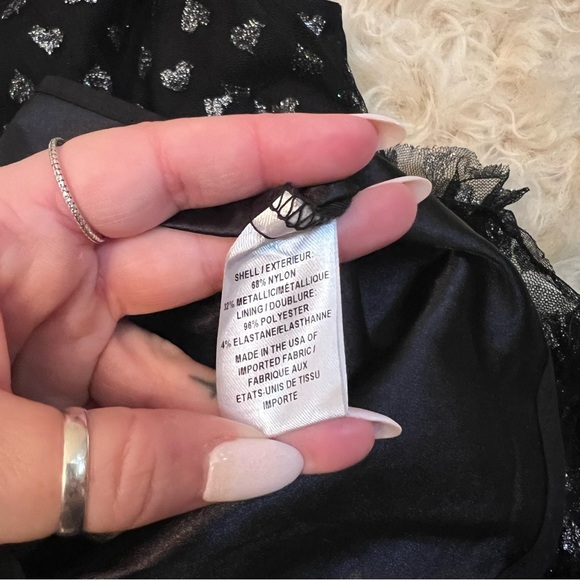 SHELL / EXTERIEUR:
68% NYLON
32% METALLIC/MÉTALLIQUE
LINING / DOUBLURE:
96% POLYESTER
4% ELASTANE/ELASTHANNE
MADE IN THE USA OF
IMPORTED FABRIC /
FABRIQUE AUX
ETATS-UNIS DE TISSU
IMPORTE